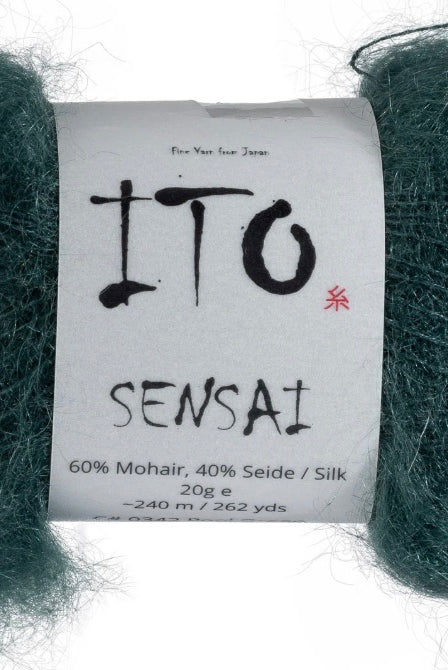 Fine Yarn from Japan
ITO
糸
SENSAI
60% Mohair, 40% Seide / Silk
20g e
~240 m / 262 yds